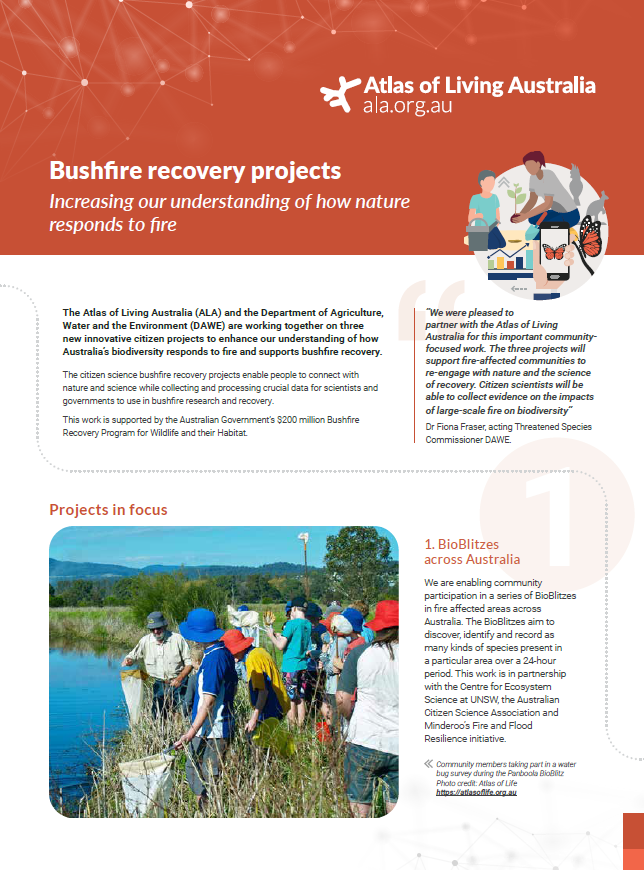 Atlas of Living Australia
ala.org.au
Bushfire recovery projects
Increasing our understanding of how nature
responds to fire
The Atlas of Living Australia (ALA) and the Department of Agriculture,
Water and the Environment (DAWE) are working together on three
new innovative citizen projects to enhance our understanding of how
Australia's biodiversity responds to fire and supports bushfire recovery.
The citizen science bushfire recovery projects enable people to connect with
nature and science while collecting and processing crucial data for scientists and
governments to use in bushfire research and recovery.
This work is supported by the Australian Government's $200 million Bushfire
Recovery Program for Wildlife and their Habitat.
“
"We were pleased to
partner with the Atlas of Living
Australia for this important community-
focused work. The three projects will
support fire-affected communities to
re-engage with nature and the science
of recovery. Citizen scientists will be
able to collect evidence on the impacts
of large-scale fire on biodiversity"
Dr Fiona Fraser, acting Threatened Species
Commissioner DAWE.
Projects in focus
1
1. BioBlitzes
across Australia
We are enabling community
participation in a series of BioBlitzes
in fire affected areas across
Australia. The BioBlitzes aim to
discover, identify and record as
many kinds of species present in
a particular area over a 24-hour
period. This work is in partnership
with the Centre for Ecosystem
Science at UNSW, the Australian
Citizen Science Association and
Minderoo's Fire and Flood
Resilience initiative.
Community members taking part in a water
bug survey during the Panboola BioBlitz
Photo credit: Atlas of Life
https://atlasoflife.org.au